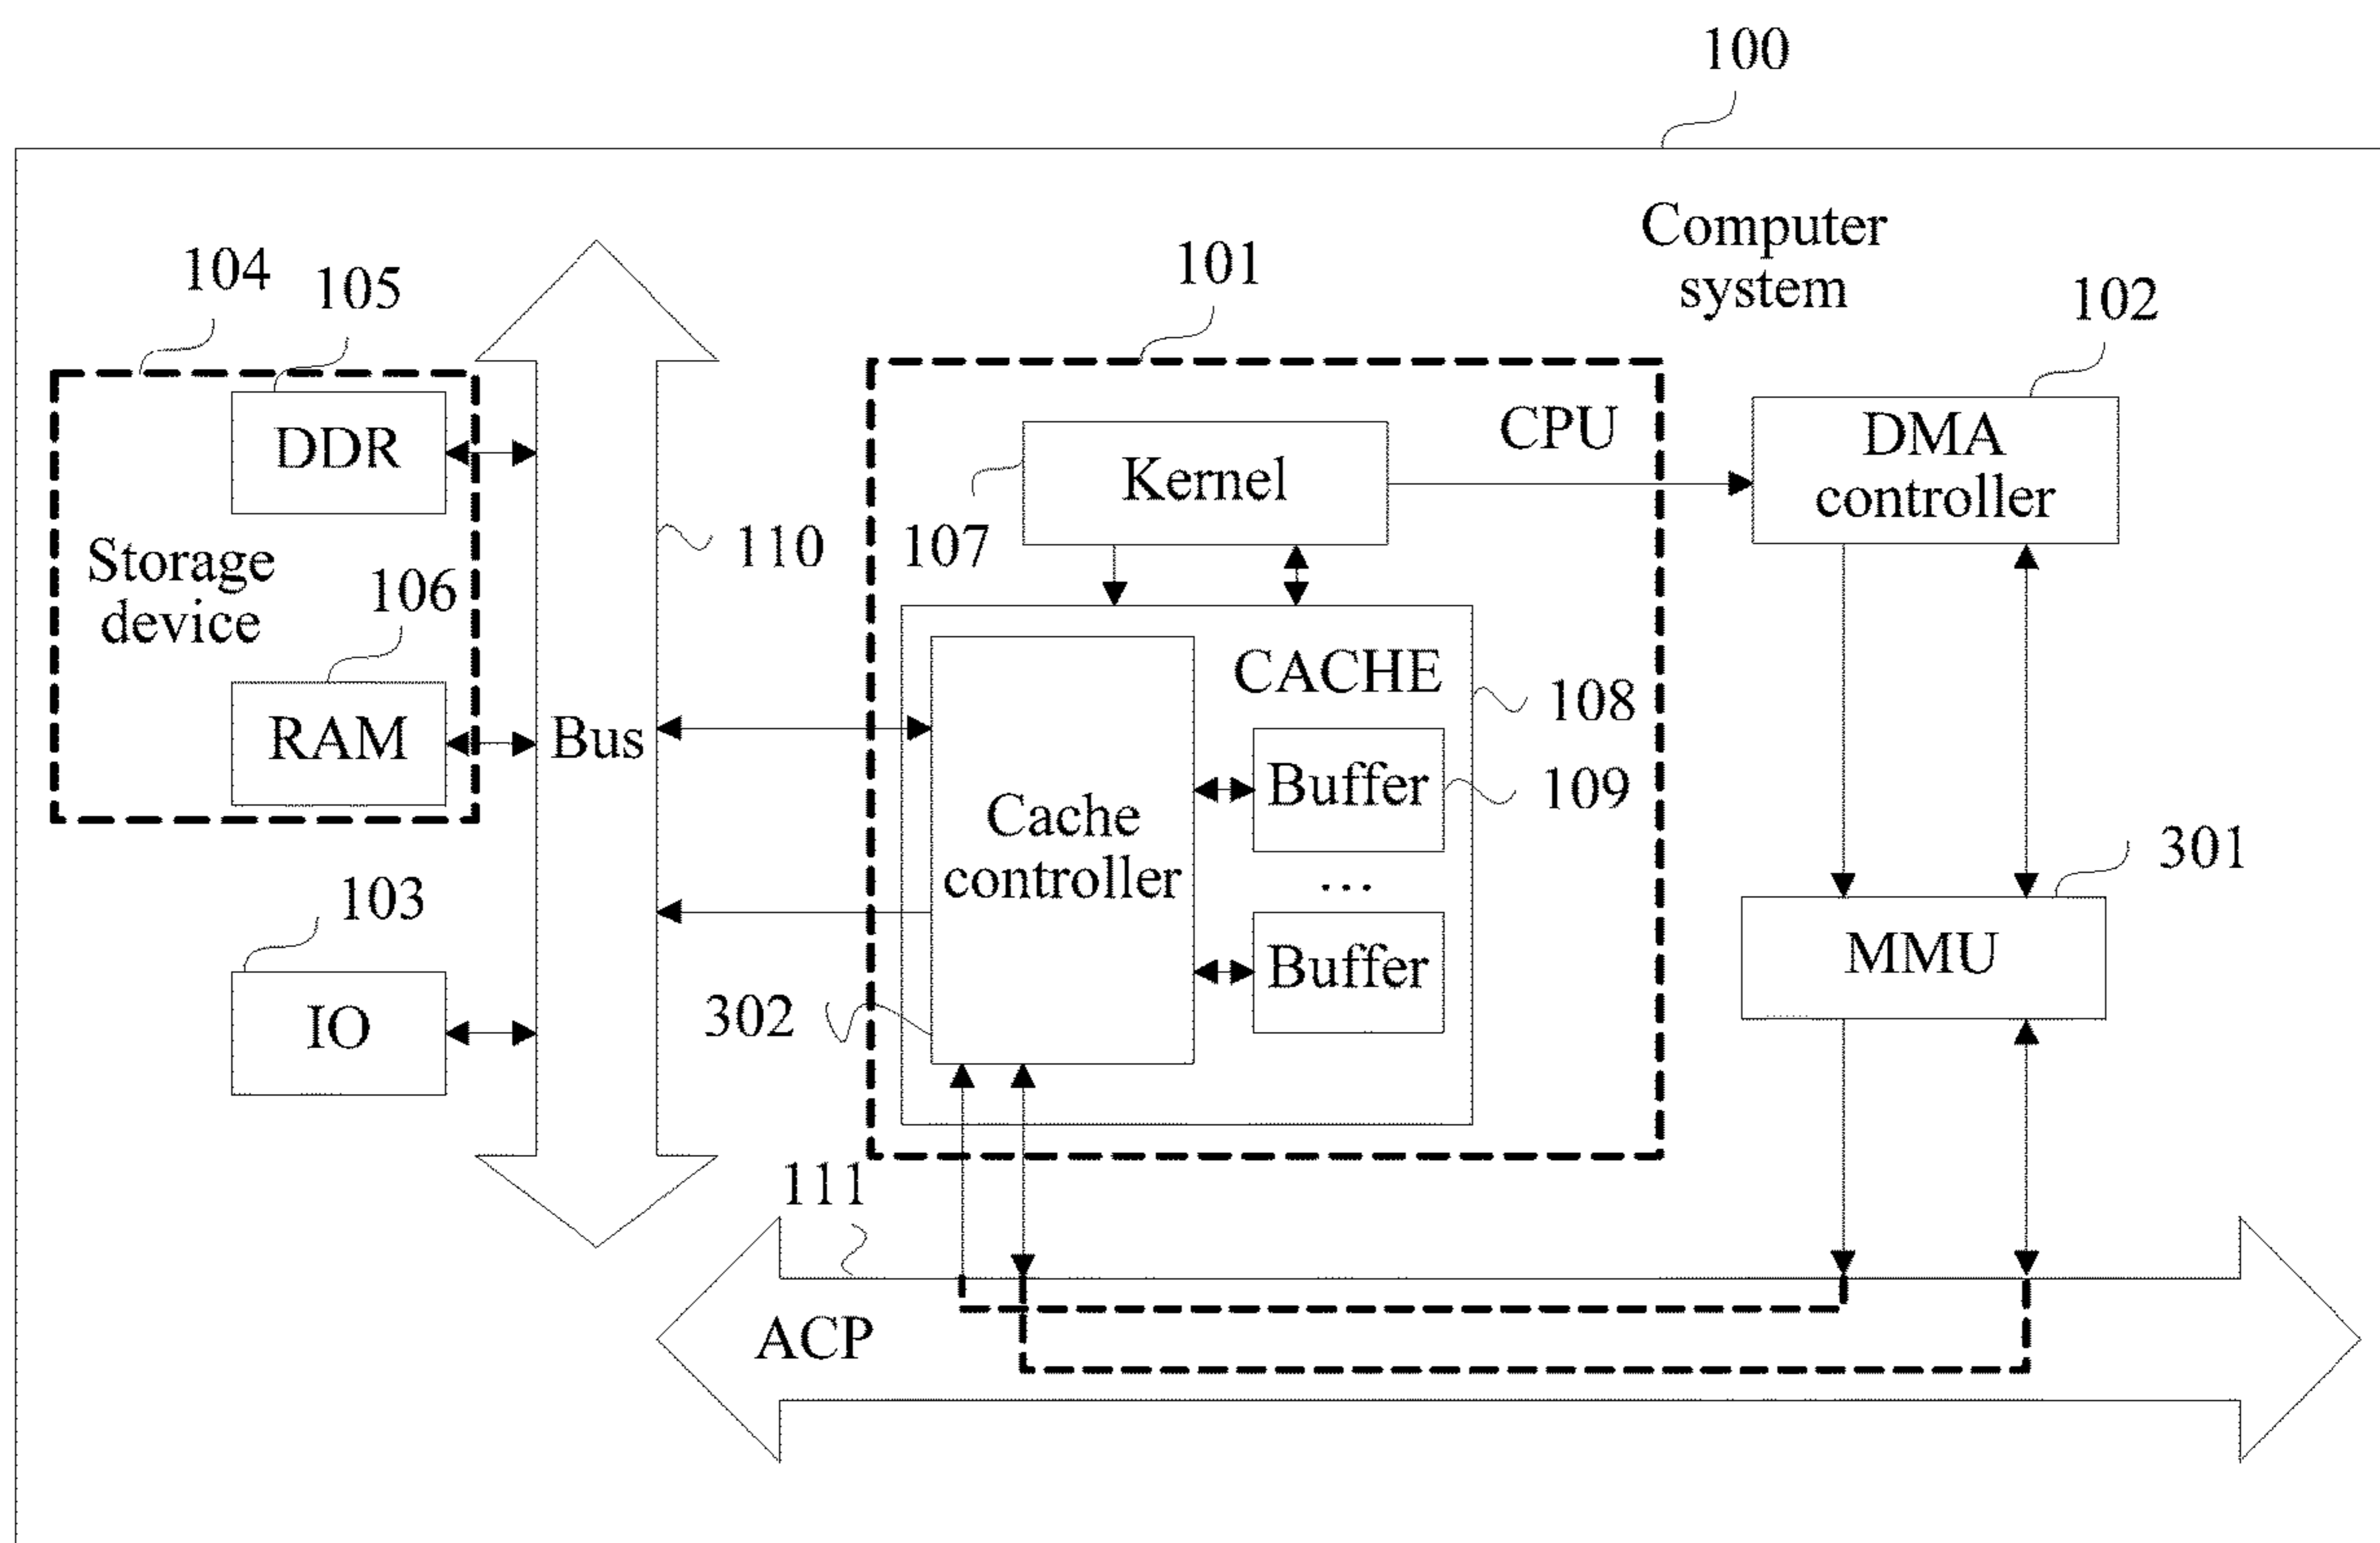 100
Computer
system
104
105
101
102
DDR
CPU
Kernel
DMA
controller
107
110
Storage
device
106
RAM
Bus
CACHE
108
Buffer
109
Cache
controller
...
Buffer
301
MMU
103
IO
302
111
ACP